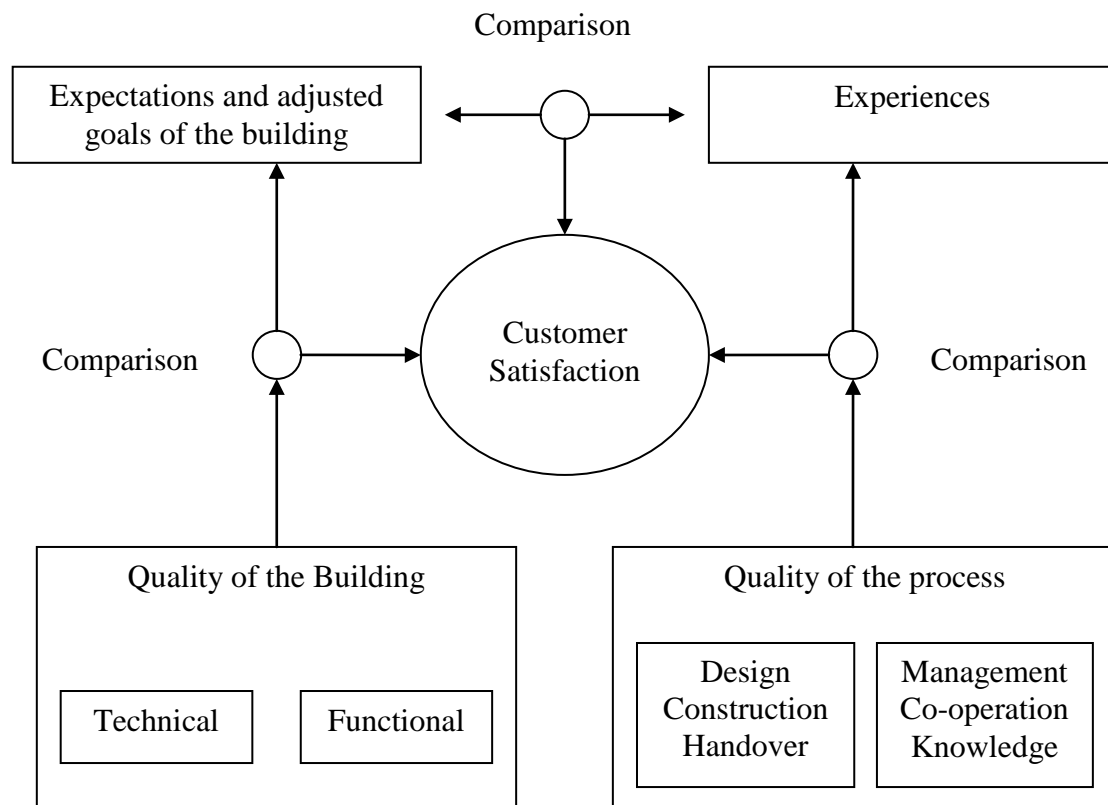 Comparison
Expectations and adjusted
goals of the building
Experiences
Customer
Satisfaction
Comparison
Comparison
Quality of the Building
Technical
Functional
Quality of the process
Design
Construction
Handover
Management
Co-operation
Knowledge